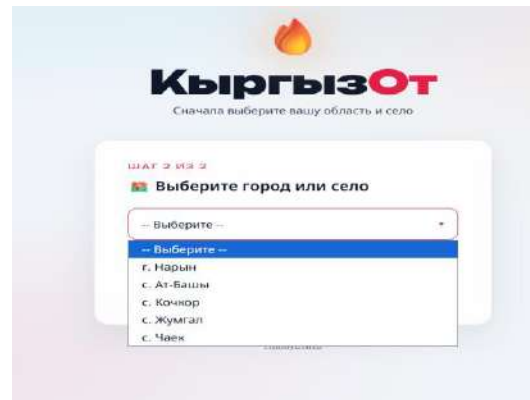 КыргызОт
Сначала выберите вашу область и село
ШАГ 2 ИЗ 2
Выберите город или село
-- Выберите --
-- Выберите --
г. Нарын
с. Ат-Башы
с. Кочкор
с. Жумгал
с. Чаек